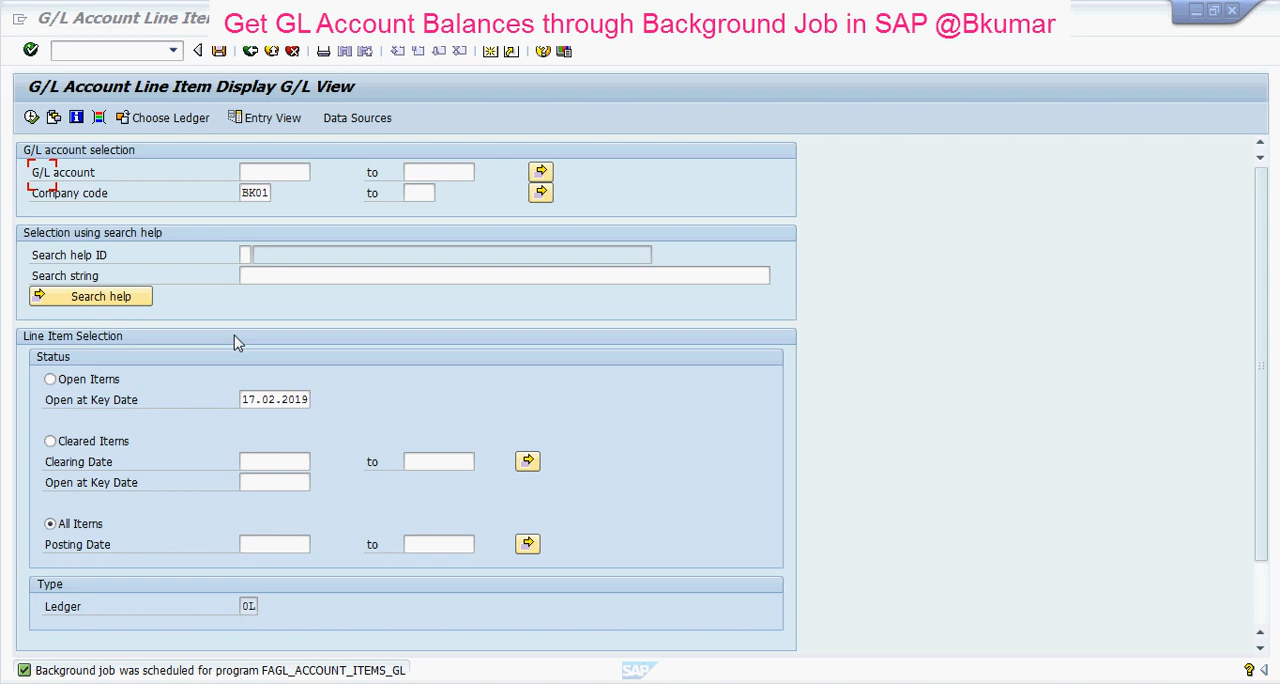 G/L Account Line Ite
Get GL Account Balances through Background Job in SAP @Bkumar
G/L Account Line Item Display G/L View
Choose Ledger Entry View Data Sources
G/L account selection
G/L account to
Company code BK01 to
Selection using search help
Search help ID
Search string
Search help
Line Item Selection
Status
Open Items
Open at Key Date 17.02.2019
Cleared Items
Clearing Date to
Open at Key Date
All Items
Posting Date to
Type
Ledger 0L
Background job was scheduled for program FAGL_ACCOUNT_ITEMS_GL
SAP